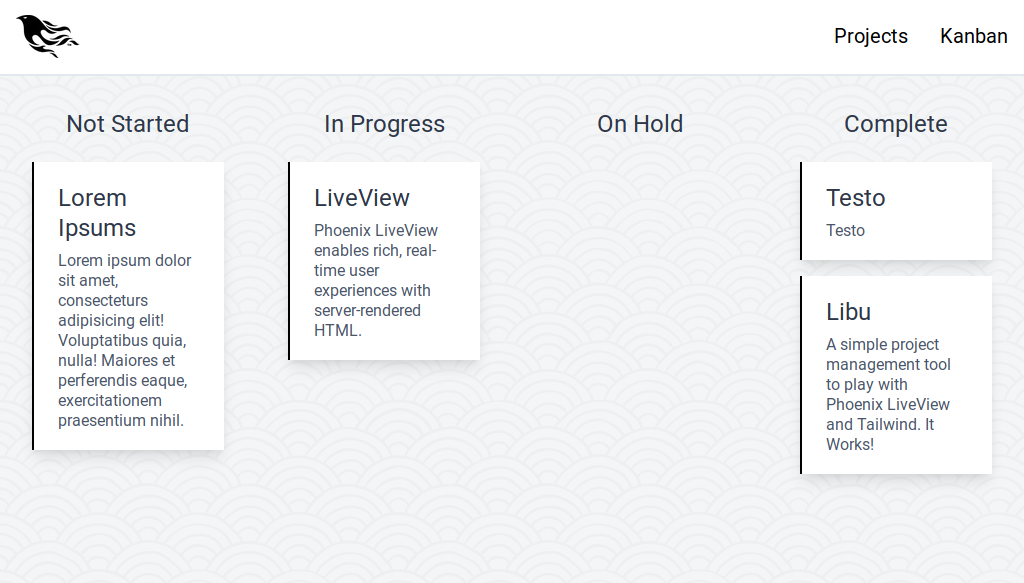 Projects Kanban
Not Started
In Progress
On Hold
Complete
Lorem
Ipsums
Lorem ipsum dolor
sit amet,
consecteturs
adipisicing elit!
Voluptatibus quia,
nulla! Maiores et
perferendis eaque,
exercitationem
praesentium nihil.
LiveView
Phoenix LiveView
enables rich, real-
time user
experiences with
server-rendered
HTML.
Testo
Testo
Libu
A simple project
management tool
to play with
Phoenix LiveView
and Tailwind. It
Works!